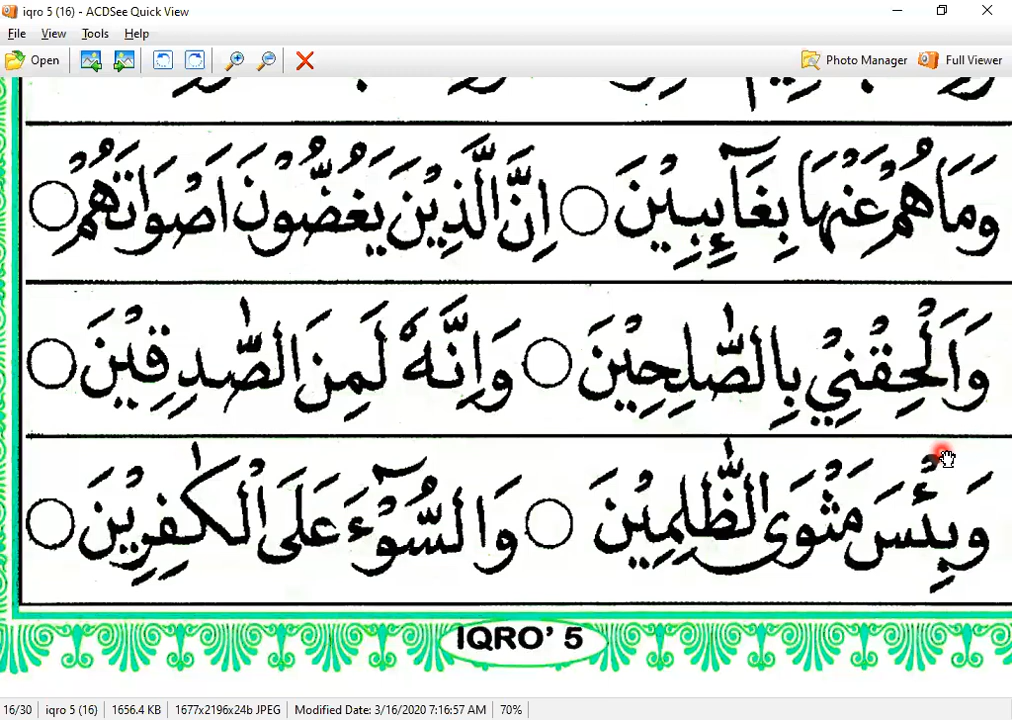 iqro 5 (16) - ACDSee Quick View
File View Tools Help
Open Photo Manager Full Viewer
وَمَا هُمْ عَنْهَا بِغَآئِبِيْنَ ○ اِنَّ الَّذِيْنَ يَغُضُّوْنَ اَصْوَاتَهُمْ ○
وَاَلْحِقْنِيْ بِالصّٰلِحِيْنَ ○ وَاِنَّهٗ لَمِنَ الصّٰدِقِيْنَ ○
وَبِئْسَ مَثْوَى الظّٰلِمِيْنَ ○ وَالسُّوْٓءَ عَلَى الْكٰفِرِيْنَ ○
IQRO' 5
16/30 iqro 5 (16) 1656.4 KB 1677x2196x24b JPEG Modified Date: 3/16/2020 7:16:57 AM 70%